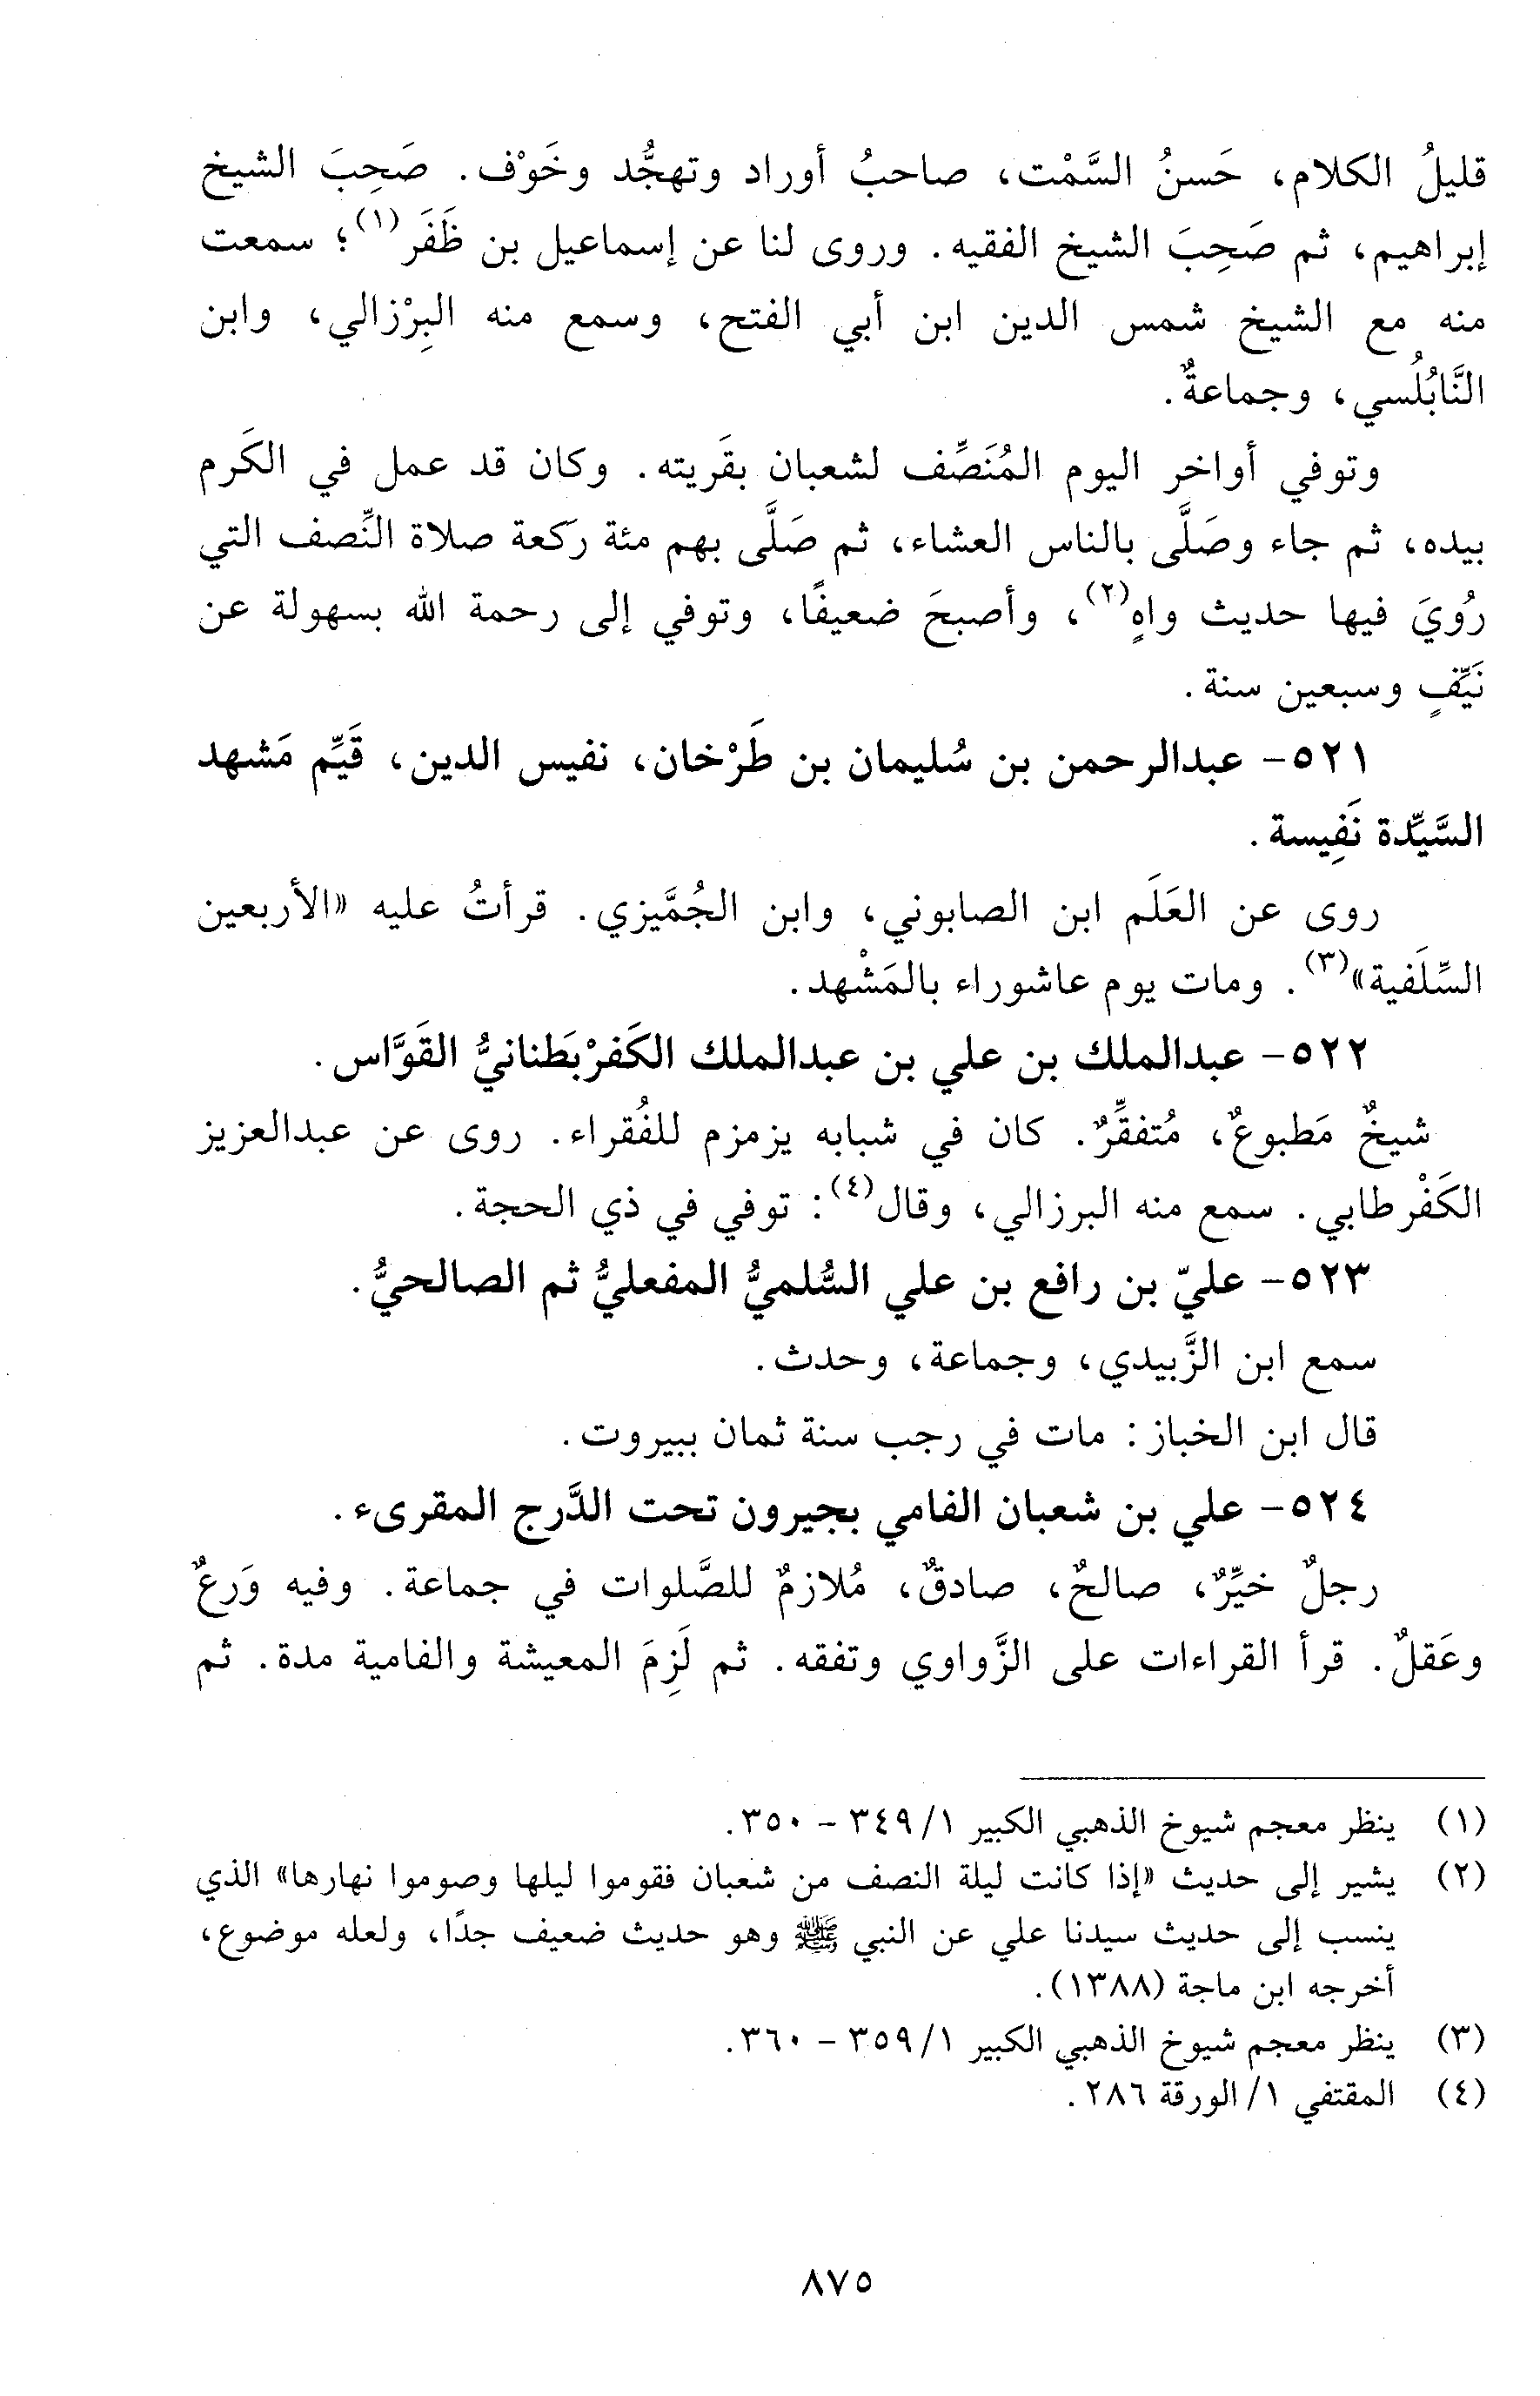 قليلُ الكلام، حَسنُ السَّمْت، صاحبُ أوراد وتهجُّد وخَوْف. صَحِبَ الشيخ
إبراهيم، ثم صَحِبَ الشيخ الفقيه. وروى لنا عن إسماعيل بن ظَفَر(١)؛ سمعت
منه مع الشيخ شمس الدين ابن أبي الفتح، وسمع منه البِرْزالي، وابن
النَّابُلُسي، وجماعةٌ.
وتوفي أواخر اليوم المُنَصِّف لشعبان بقَريته. وكان قد عمل في الكَرم
بيده، ثم جاء وصَلَّى بالناس العشاء، ثم صَلَّى بهم مئة ركعة صلاة النِّصف التي
رُويَ فيها حديث واهٍ(٢)، وأصبحَ ضعيفًا، وتوفي إلى رحمة الله بسهولة عن
نَيِّفٍ وسبعين سنة.
٥٢١- عبدالرحمن بن سُليمان بن طَرْخان، نفيس الدين، قَيِّم مَشهد
السَّيِّدة نَفِيسة.
روى عن العَلَم ابن الصابوني، وابن الجُمَّيزي. قرأتُ عليه «الأربعين
السِّلَفية»(٣). ومات يوم عاشوراء بالمَشْهد.
٥٢٢- عبدالملك بن علي بن عبدالملك الكَفرْبَطنانيُّ القَوَّاس.
شيخٌ مَطبوعٌ، مُتفقِّرٌ. كان في شبابه يزمزم للفُقراء. روى عن عبدالعزيز
الكَفْرطابي. سمع منه البرزالي، وقال(٤): توفي في ذي الحجة.
٥٢٣- عليّ بن رافع بن علي السُّلميُّ المفعليُّ ثم الصالحيُّ.
سمع ابن الزَّبيدي، وجماعة، وحدث.
قال ابن الخباز: مات في رجب سنة ثمان ببيروت.
٥٢٤- علي بن شعبان الفامي بجيرون تحت الدَّرج المقرىء.
رجلٌ خيِّرٌ، صالحٌ، صادقٌ، مُلازمٌ للصَّلوات في جماعة. وفيه وَرعٌ
وعَقلٌ. قرأ القراءات على الزَّواوي وتفقه. ثم لَزِمَ المعيشة والفامية مدة. ثم
(١) ينظر معجم شيوخ الذهبي الكبير ١/ ٣٤٩ - ٣٥٠.
(٢) يشير إلى حديث «إذا كانت ليلة النصف من شعبان فقوموا ليلها وصوموا نهارها» الذي
ينسب إلى حديث سيدنا علي عن النبي ﷺ وهو حديث ضعيف جدًا، ولعله موضوع،
أخرجه ابن ماجة (١٣٨٨).
(٣) ينظر معجم شيوخ الذهبي الكبير ١/ ٣٥٩ - ٣٦٠.
(٤) المقتفي ١/ الورقة ٢٨٦.
٨٧٥